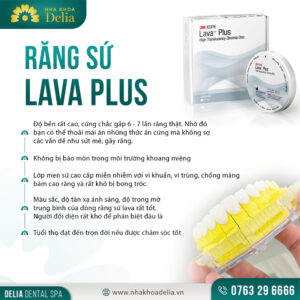 NHA KHOA
Delia
RĂNG SỨ
LAVA PLUS
3M ESPE
Lava™ Plus
High Translucency Zirconia Disc
Độ bền rất cao, cứng chắc gấp 6 - 7 lần răng thật. Nhờ đó
bạn có thể thoải mái ăn những thức ăn cứng mà không sợ
các vấn đề như sứt mẻ, gãy răng.
Không bị bào mòn trong môi trường khoang miệng
Lớp men sứ cao cấp miễn nhiễm với vi khuẩn, vi trùng, chống mảng
bám cao răng và rất khó bị bong tróc.
Màu sắc, độ tán xạ ánh sáng, độ trong mờ
trung bình của dòng răng sứ lava rất tốt.
Người đối diện rất khó để phân biệt đâu là
Tuổi thọ đạt đến trọn đời nếu được chăm sóc tốt
DELIA DENTAL SPA
www.nhakhoadelia.vn
0763 29 6666